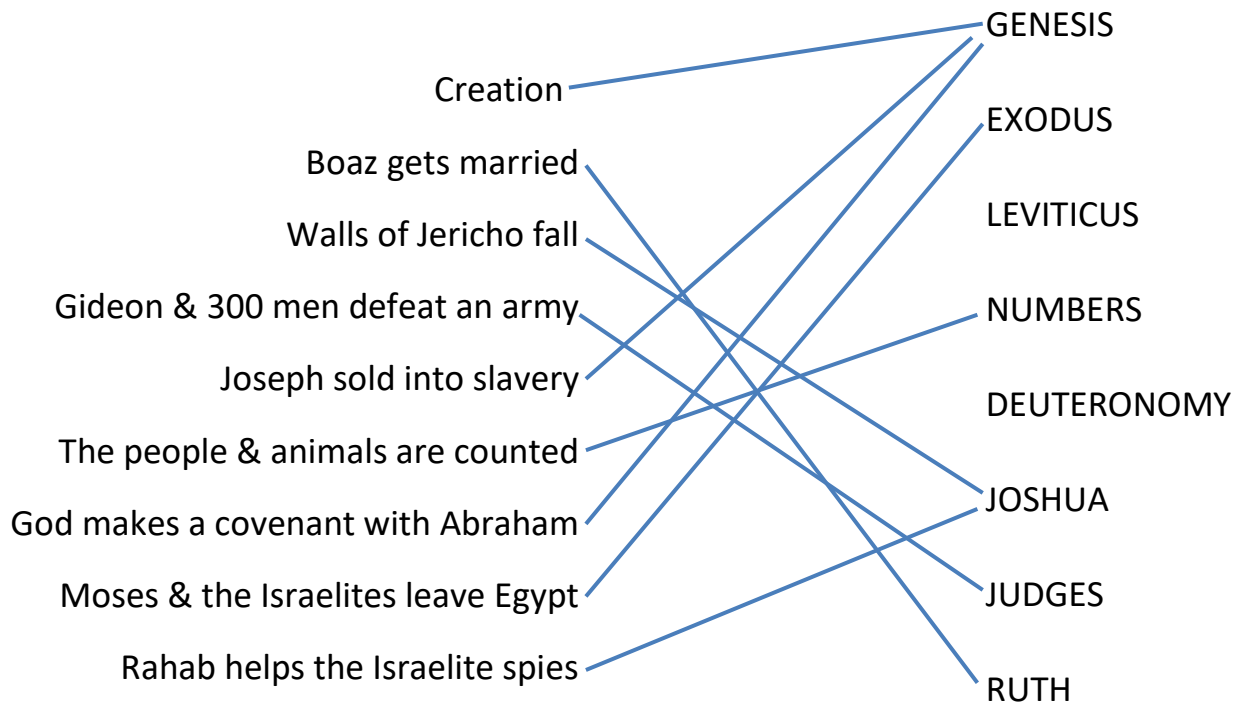 Creation
Boaz gets married
Walls of Jericho fall
Gideon & 300 men defeat an army
Joseph sold into slavery
The people & animals are counted
God makes a covenant with Abraham
Moses & the Israelites leave Egypt
Rahab helps the Israelite spies
GENESIS
EXODUS
LEVITICUS
NUMBERS
DEUTERONOMY
JOSHUA
JUDGES
RUTH